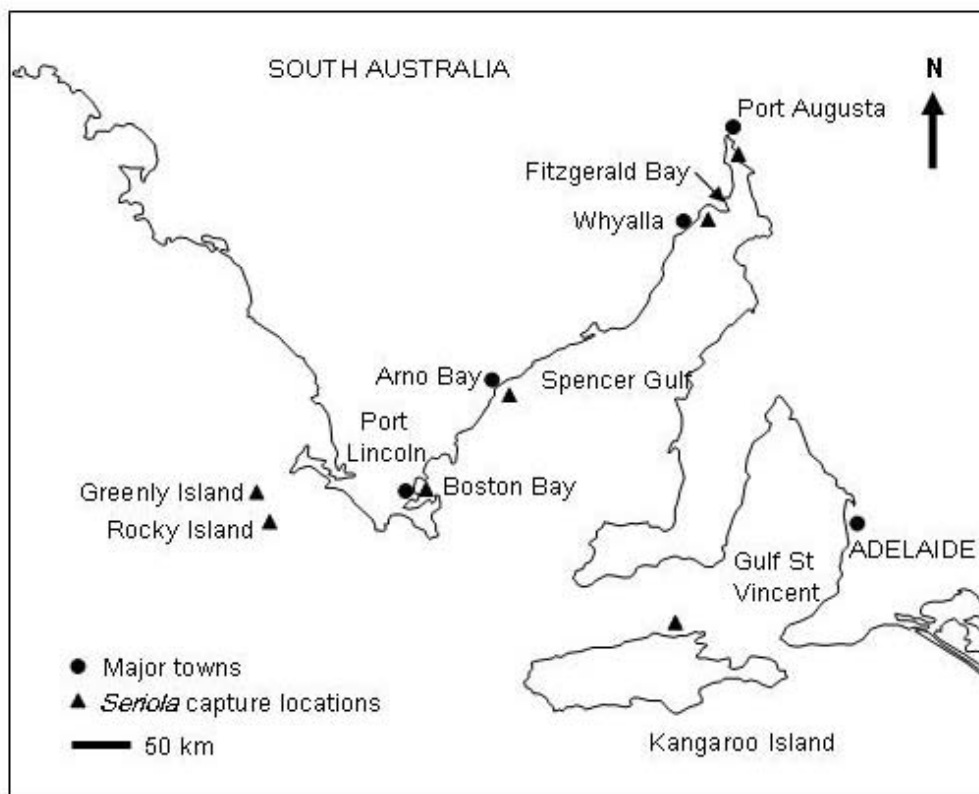 SOUTH AUSTRALIA
N
Port Augusta
Fitzgerald Bay
Whyalla
Arno Bay
Spencer Gulf
Port
Lincoln
Greenly Island
Boston Bay
Rocky Island
ADELAIDE
Gulf St
Vincent
Major towns
Seriola capture locations
50 km
Kangaroo Island